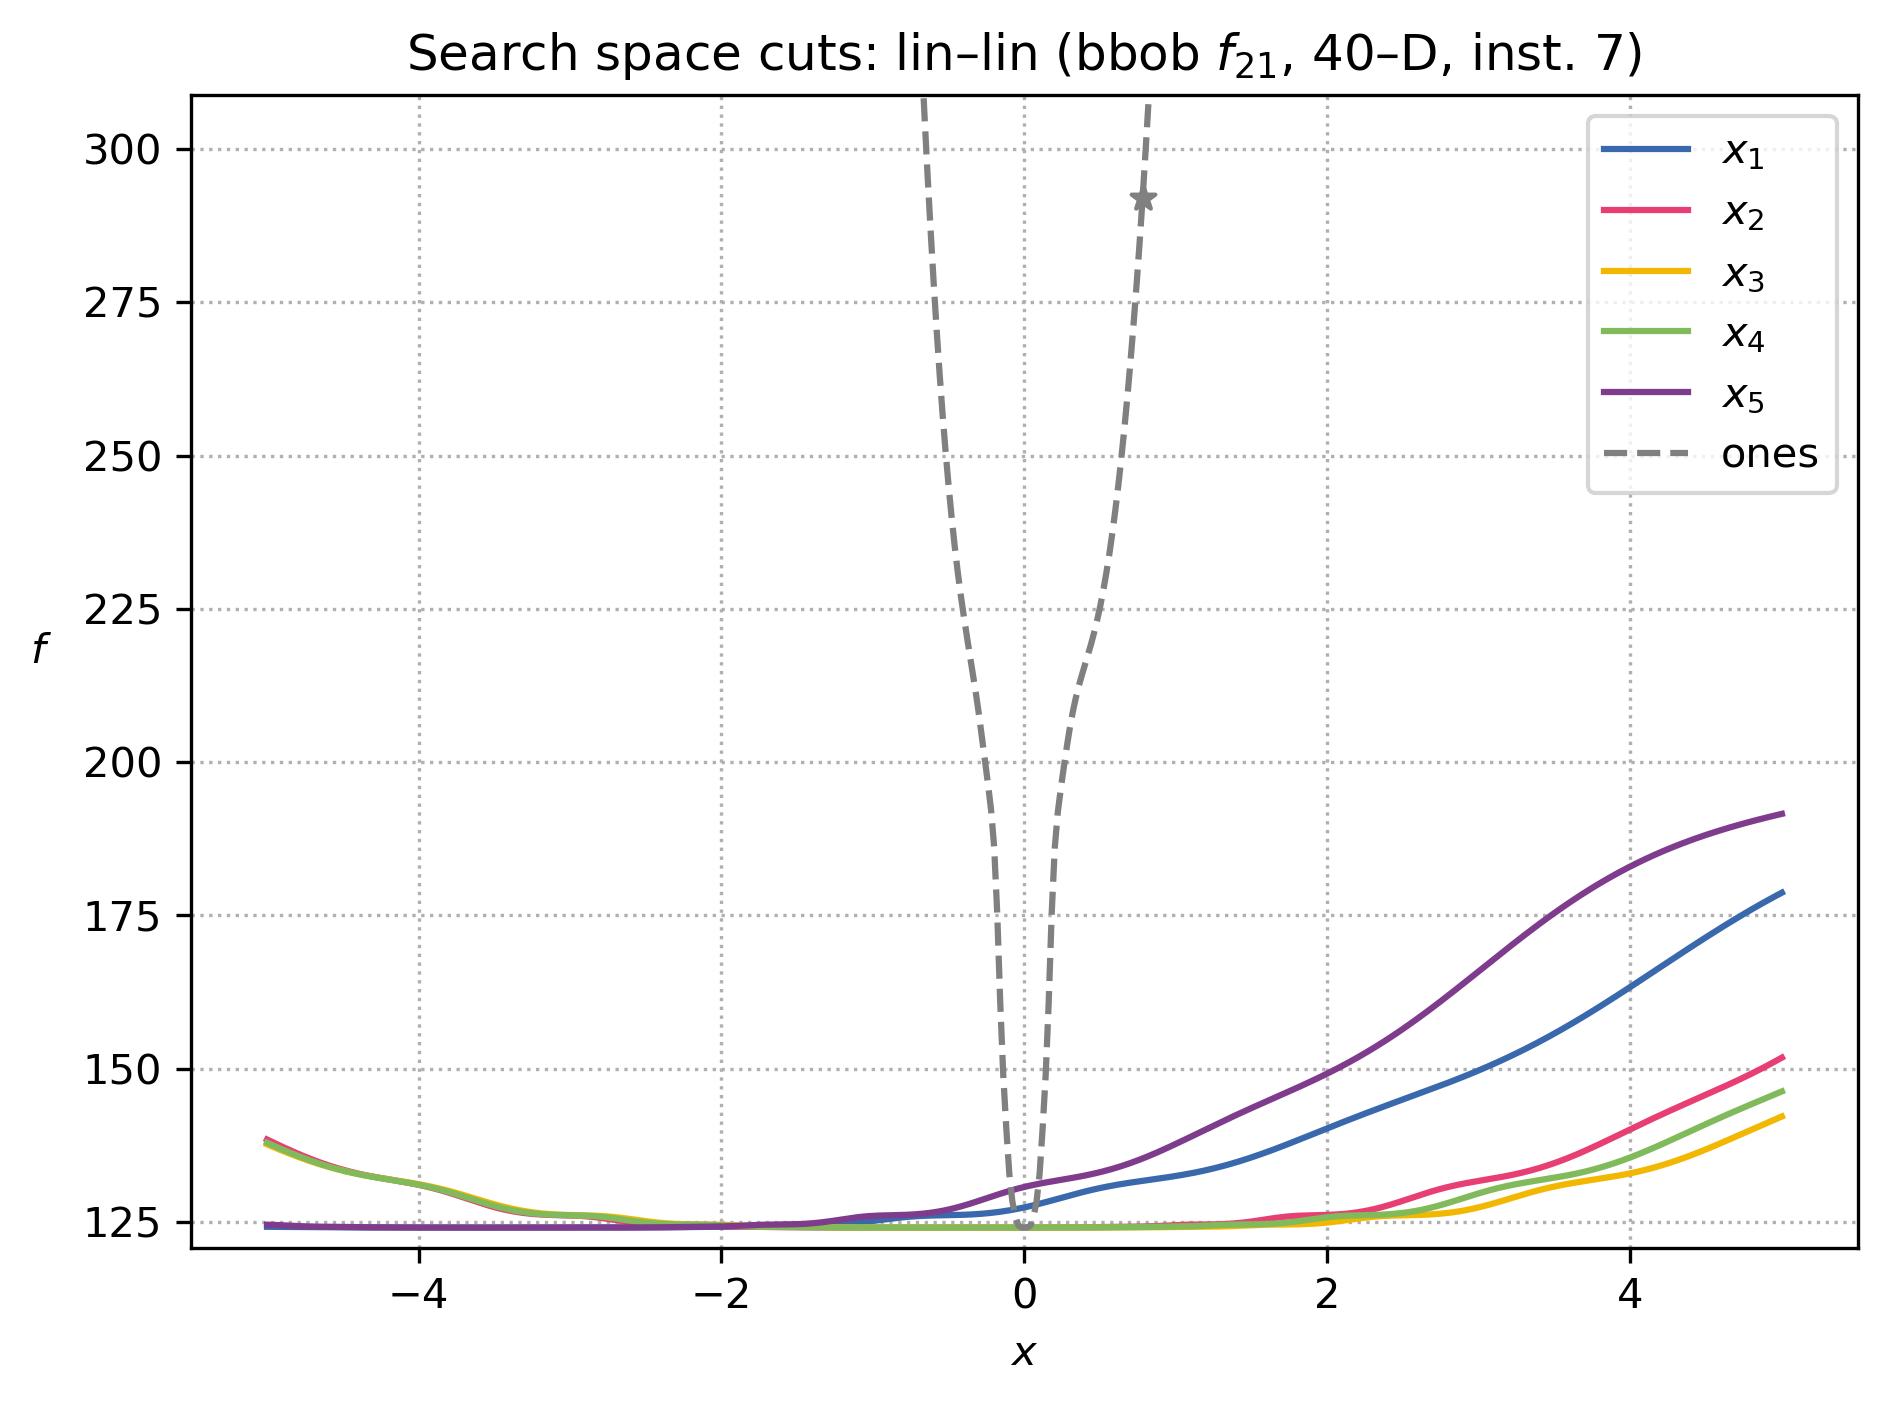 Search space cuts: lin–lin (bbob f₂₁, 40–D, inst. 7)
300
275
250
225
200
175
150
125
f
−4
−2
0
2
4
x
x₁
x₂
x₃
x₄
x₅
ones